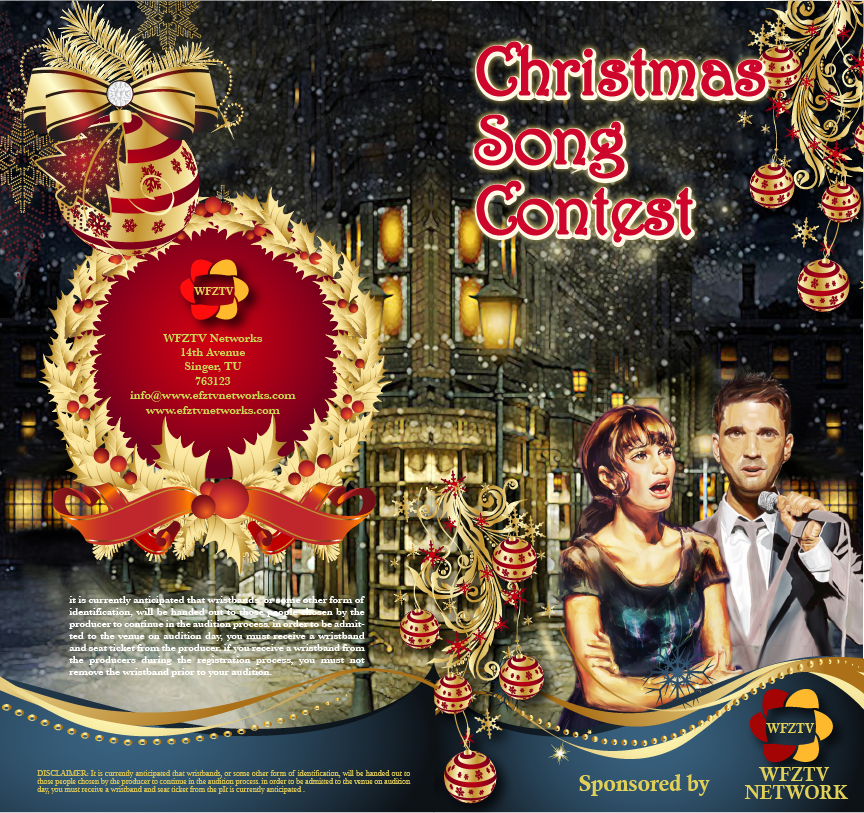 Christmas
Song
Contest
WFZTV
WFZTV Networks
14th Avenue
Singer, TU
763123
info@www.efztvnetworks.com
www.efztvnetworks.com
it is currently anticipated that wristbands, or some other form of
identification, will be handed out to those people chosen by the
producer to continue in the audition process. in order to be admit-
ted to the venue on audition day, you must receive a wristband
and seat ticket from the producer. if you receive a wristband from
the producers during the registration process, you must not
remove the wristband prior to your audition.
DISCLAIMER: It is currently anticipated that wristbands, or some other form of identification, will be handed out to
those people chosen by the producer to continue in the audition process. in order to be admitted to the venue on audition
day, you must receive a wristband and seat ticket from the pIt is currently anticipated .
Sponsored by
WFZTV
WFZTV
NETWORK